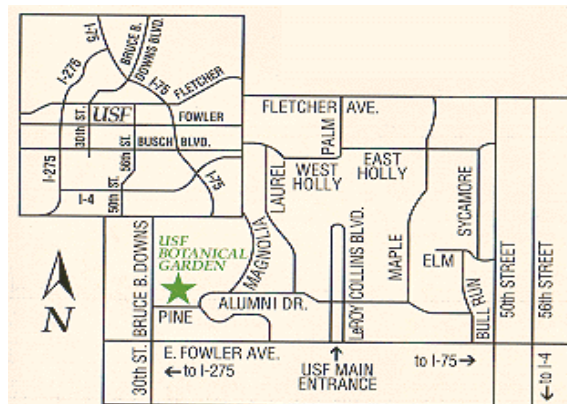 I-75
BRUCE B.
DOWNS BLVD.
I-275
I-75
FLETCHER
30th ST.
USF
FOWLER
56th ST.
BUSCH BLVD.
I-275
I-4
50th ST.
I-75
FLETCHER AVE.
PALM
LAUREL
WEST
HOLLY
EAST
HOLLY
SYCAMORE
USF
BOTANICAL
GARDEN
MAGNOLIA
BRUCE B. DOWNS
LeROY COLLINS BLVD.
MAPLE
ELM
BULL RUN
50th STREET
56th STREET
N
PINE
ALUMNI DR.
30th ST.
E. FOWLER AVE.
← to I-275
USF MAIN
ENTRANCE
to I-75 →
← to I-4